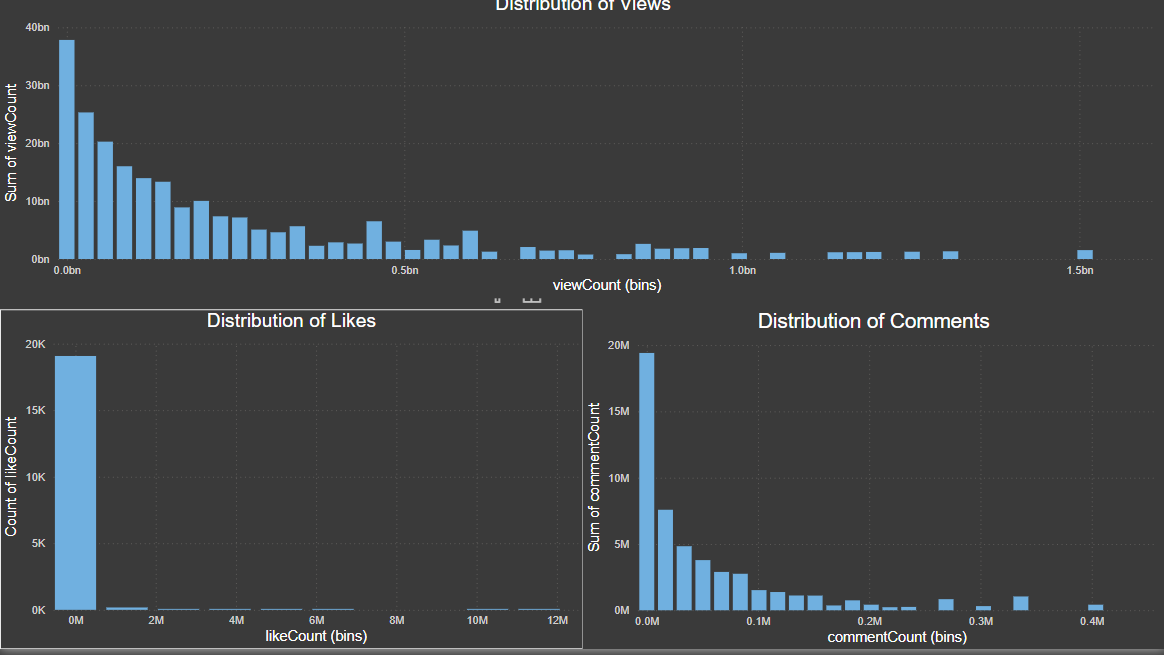 Distribution of Views
40bn
30bn
20bn
10bn
0bn
Sum of viewCount
0.0bn 0.5bn 1.0bn 1.5bn
viewCount (bins)
Distribution of Likes
20K
15K
10K
5K
0K
Count of likeCount
0M 2M 4M 6M 8M 10M 12M
likeCount (bins)
Distribution of Comments
20M
15M
10M
5M
0M
Sum of commentCount
0.0M 0.1M 0.2M 0.3M 0.4M
commentCount (bins)